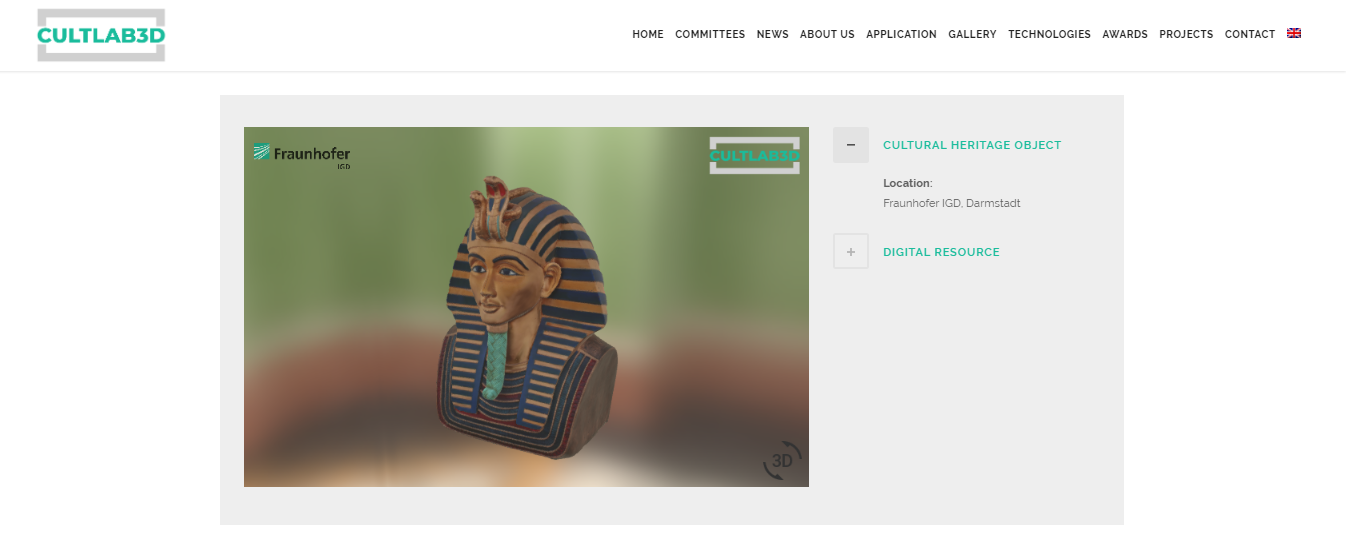 CULTLAB3D
HOME COMMITTEES NEWS ABOUT US APPLICATION GALLERY TECHNOLOGIES AWARDS PROJECTS CONTACT
Fraunhofer
IGD
CULTLAB3D
3D
CULTURAL HERITAGE OBJECT
Location:
Fraunhofer IGD, Darmstadt
DIGITAL RESOURCE